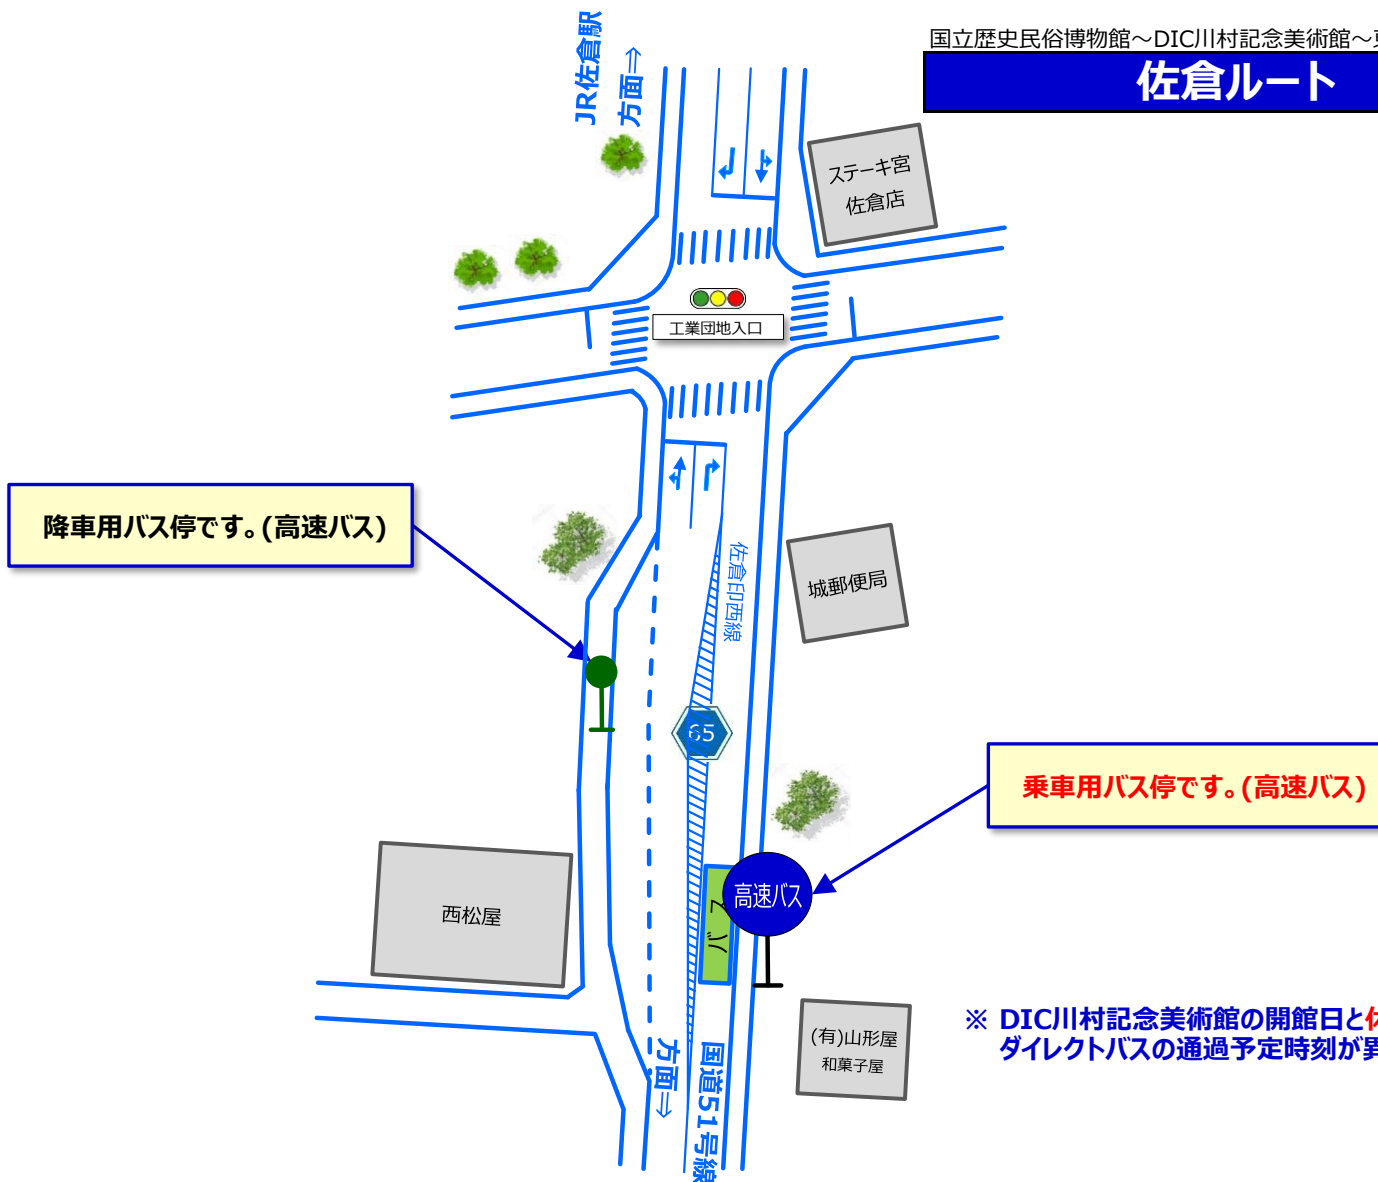 国立歴史民俗博物館～DIC川村記念美術館～
佐倉ルート
JR佐倉駅
方面⇒
ステーキ宮
佐倉店
工業団地入口
降車用バス停です。(高速バス)
佐倉印西線
城郵便局
65
乗車用バス停です。(高速バス)
高速バス
バス
西松屋
(有)山形屋
和菓子屋
※ DIC川村記念美術館の開館日と
ダイレクトバスの通過予定時刻が
国道51号線
方面⇒